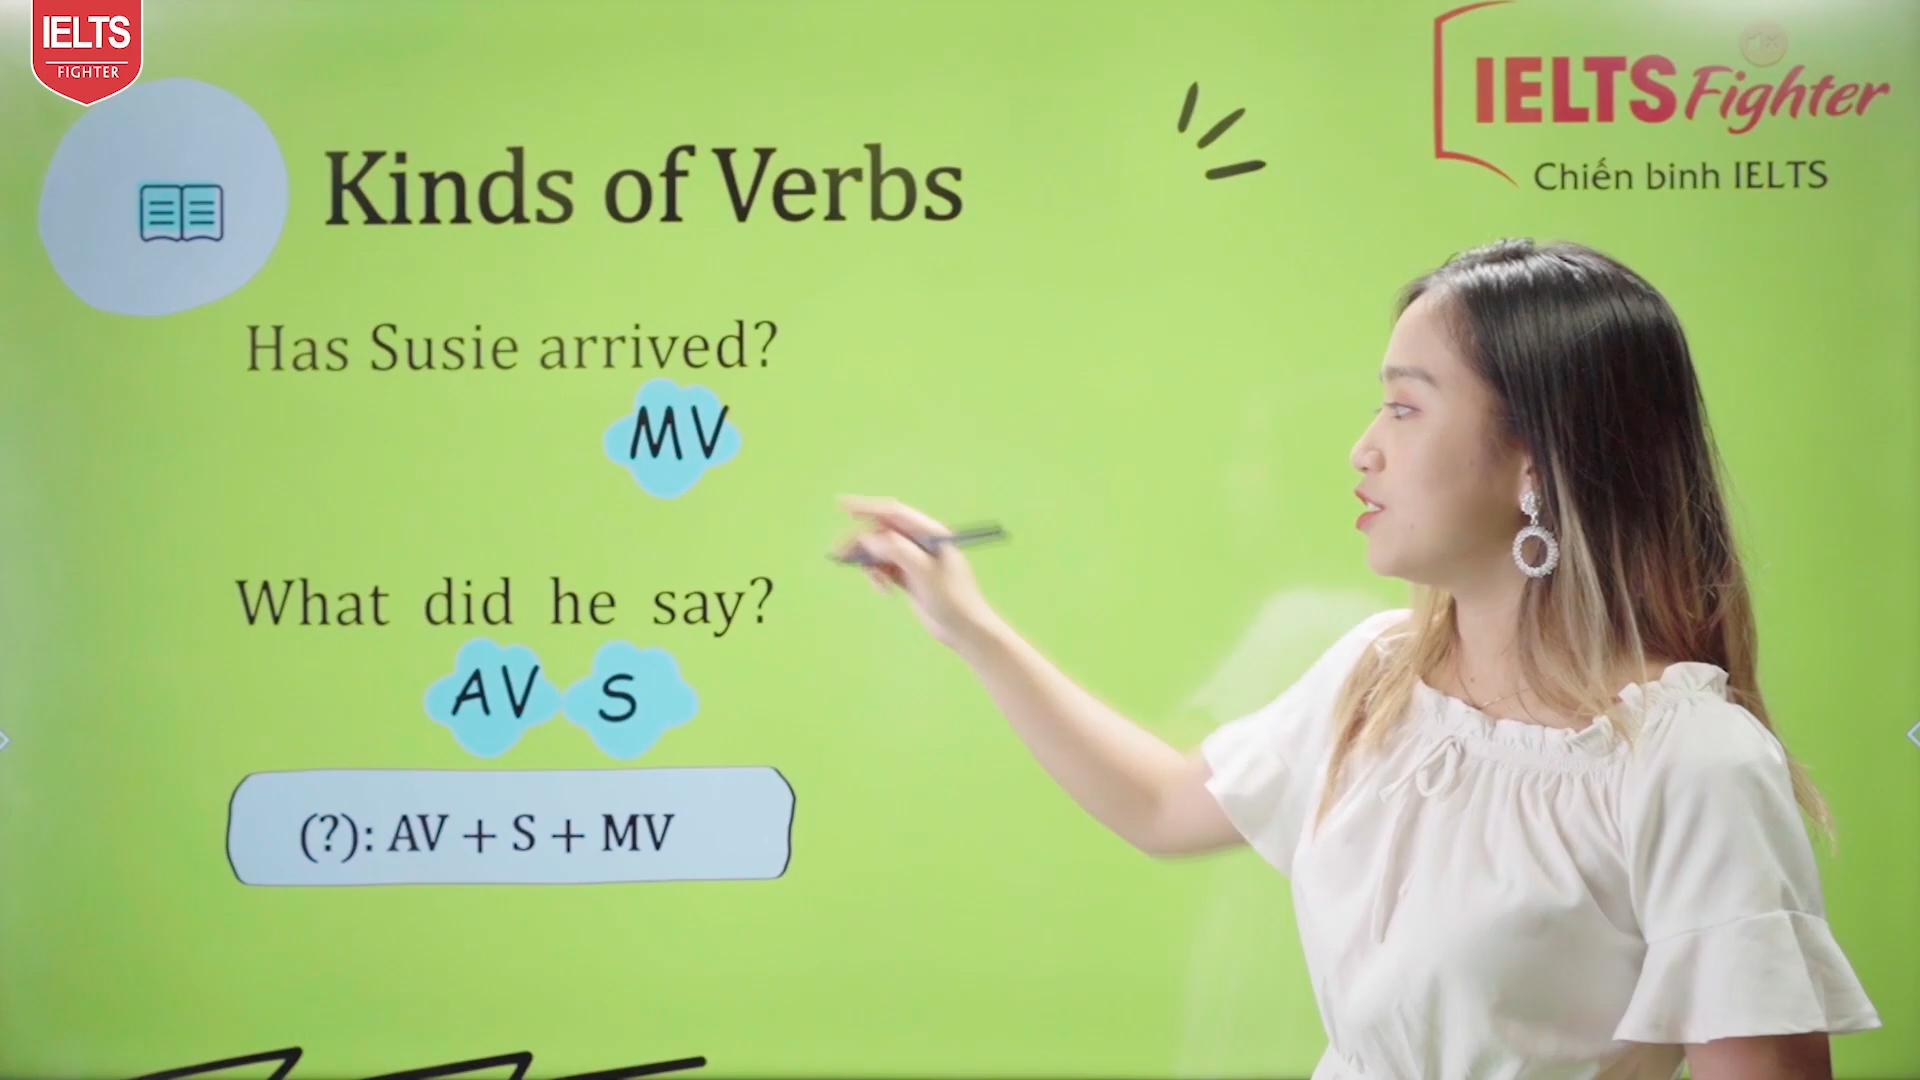 IELTS
FIGHTER
IELTS Fighter
Chiến binh IELTS
Kinds of Verbs
Has Susie arrived?
MV
What did he say?
AV S
(?): AV + S + MV